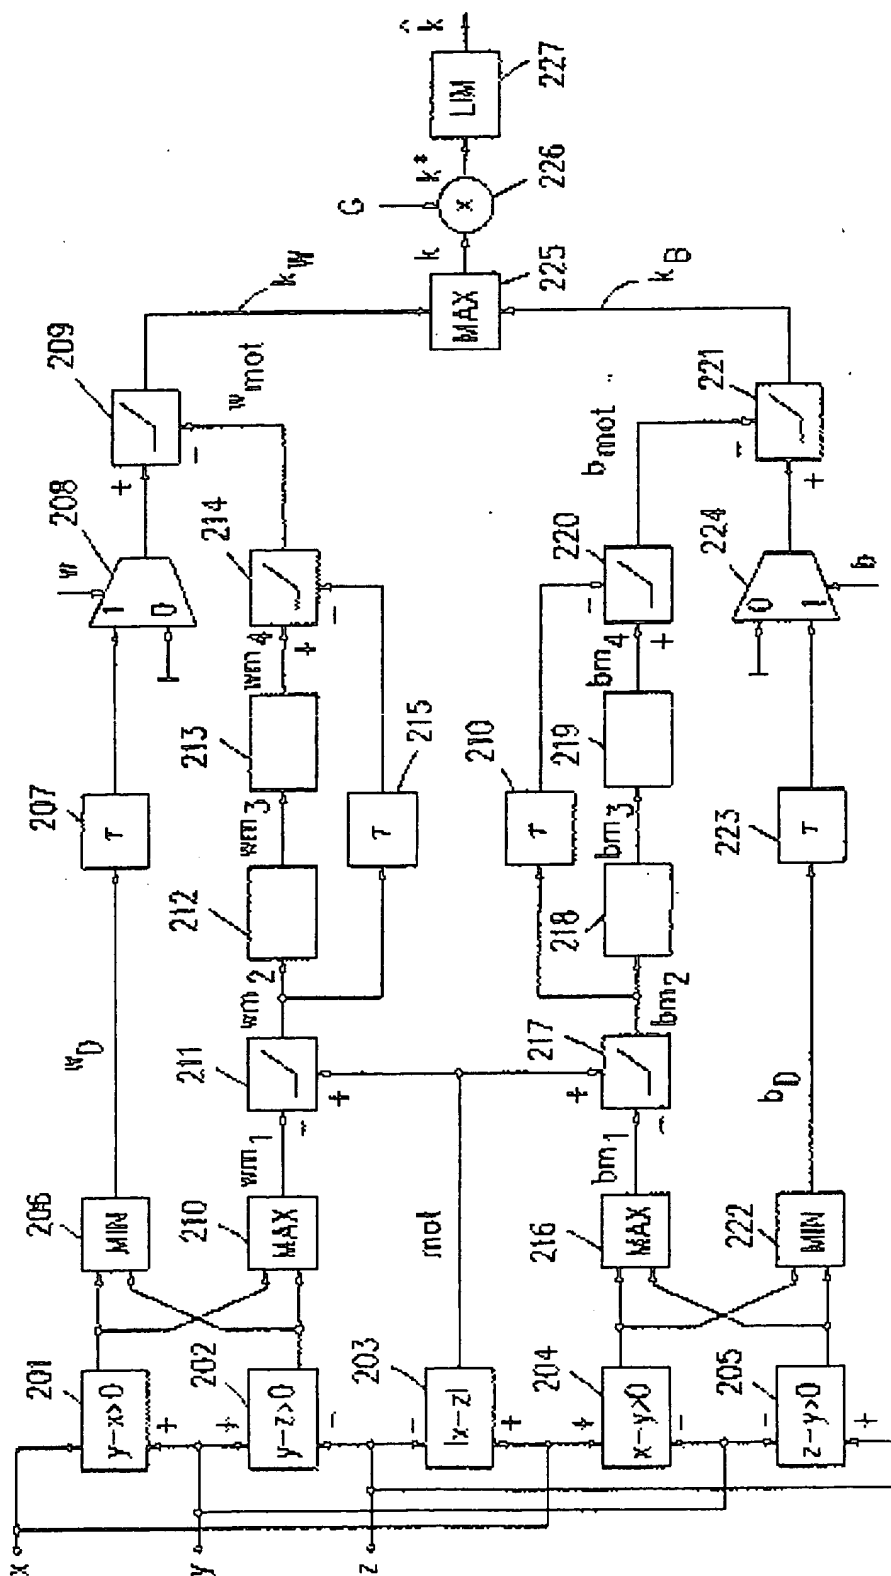 x
y
z
201
y-x>0
+
202
y-z>0
+
-
203
|x-z|
-
+
204
x-y>0
+
-
205
z-y>0
-
+
206
MIN
210
MAX
mot
216
MAX
222
MIN
w_D
wm_1
211
-
+
wm_2
bm_1
217
+
-
bm_2
b_D
207
τ
212
wm_3
213
wm_4
215
τ
210
τ
218
bm_3
219
bm_4
223
τ
w
208
1
0
214
+
-
220
-
+
224
0
1
b
209
+
-
w_mot
b_mot
221
-
+
k_W
k_B
MAX
225
k
G
x
226
k*
LIM
227
k̂